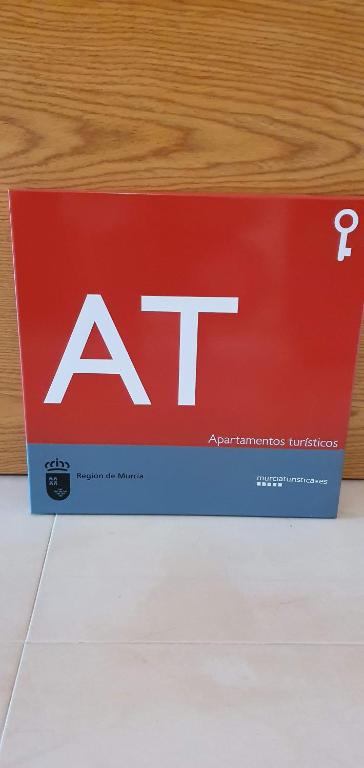 AT
Apartamentos turísticos
Región de Murcia
murciaturistica.es